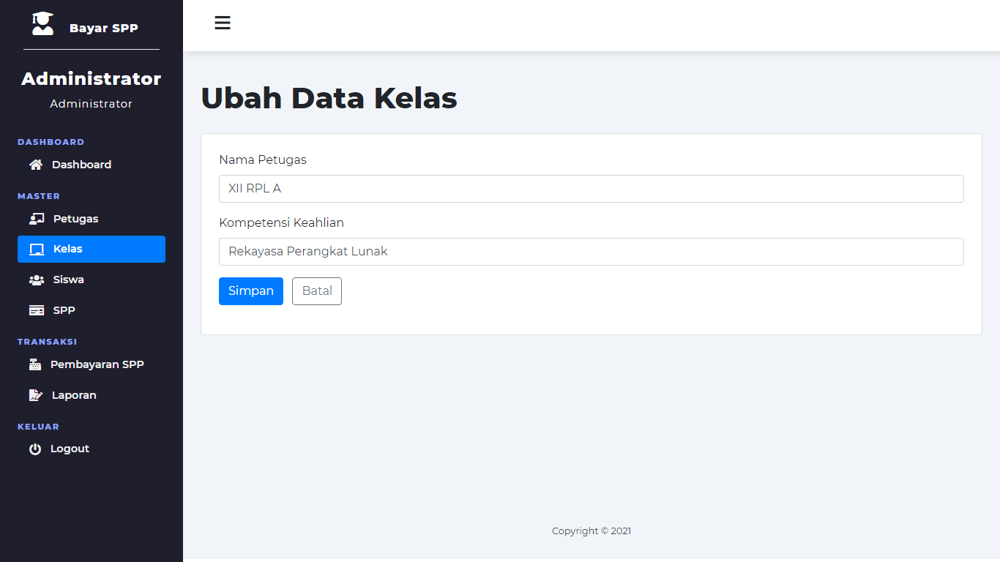 Bayar SPP
Administrator
Administrator
DASHBOARD
Dashboard
MASTER
Petugas
Kelas
Siswa
SPP
TRANSAKSI
Pembayaran SPP
Laporan
KELUAR
Logout
Ubah Data Kelas
Nama Petugas
XII RPL A
Kompetensi Keahlian
Rekayasa Perangkat Lunak
Simpan
Batal
Copyright © 2021